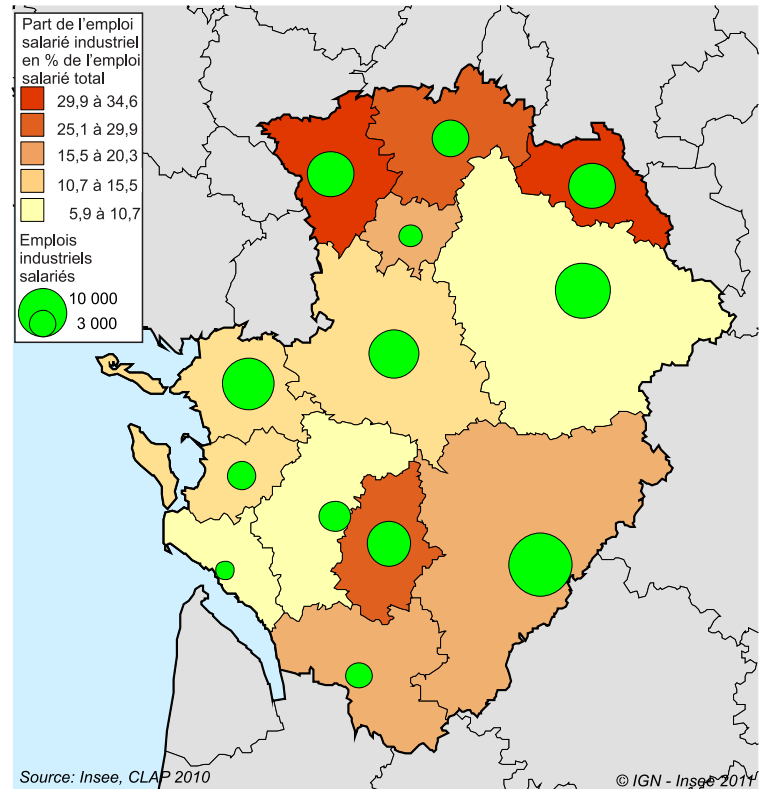 Part de l'emploi
salarié industriel
en % de l'emploi
salarié total
29,9 à 34,6
25,1 à 29,9
15,5 à 20,3
10,7 à 15,5
5,9 à 10,7
Emplois
industriels
salariés
10 000
3 000
Source: Insee, CLAP 2010
© IGN - Insee 2011